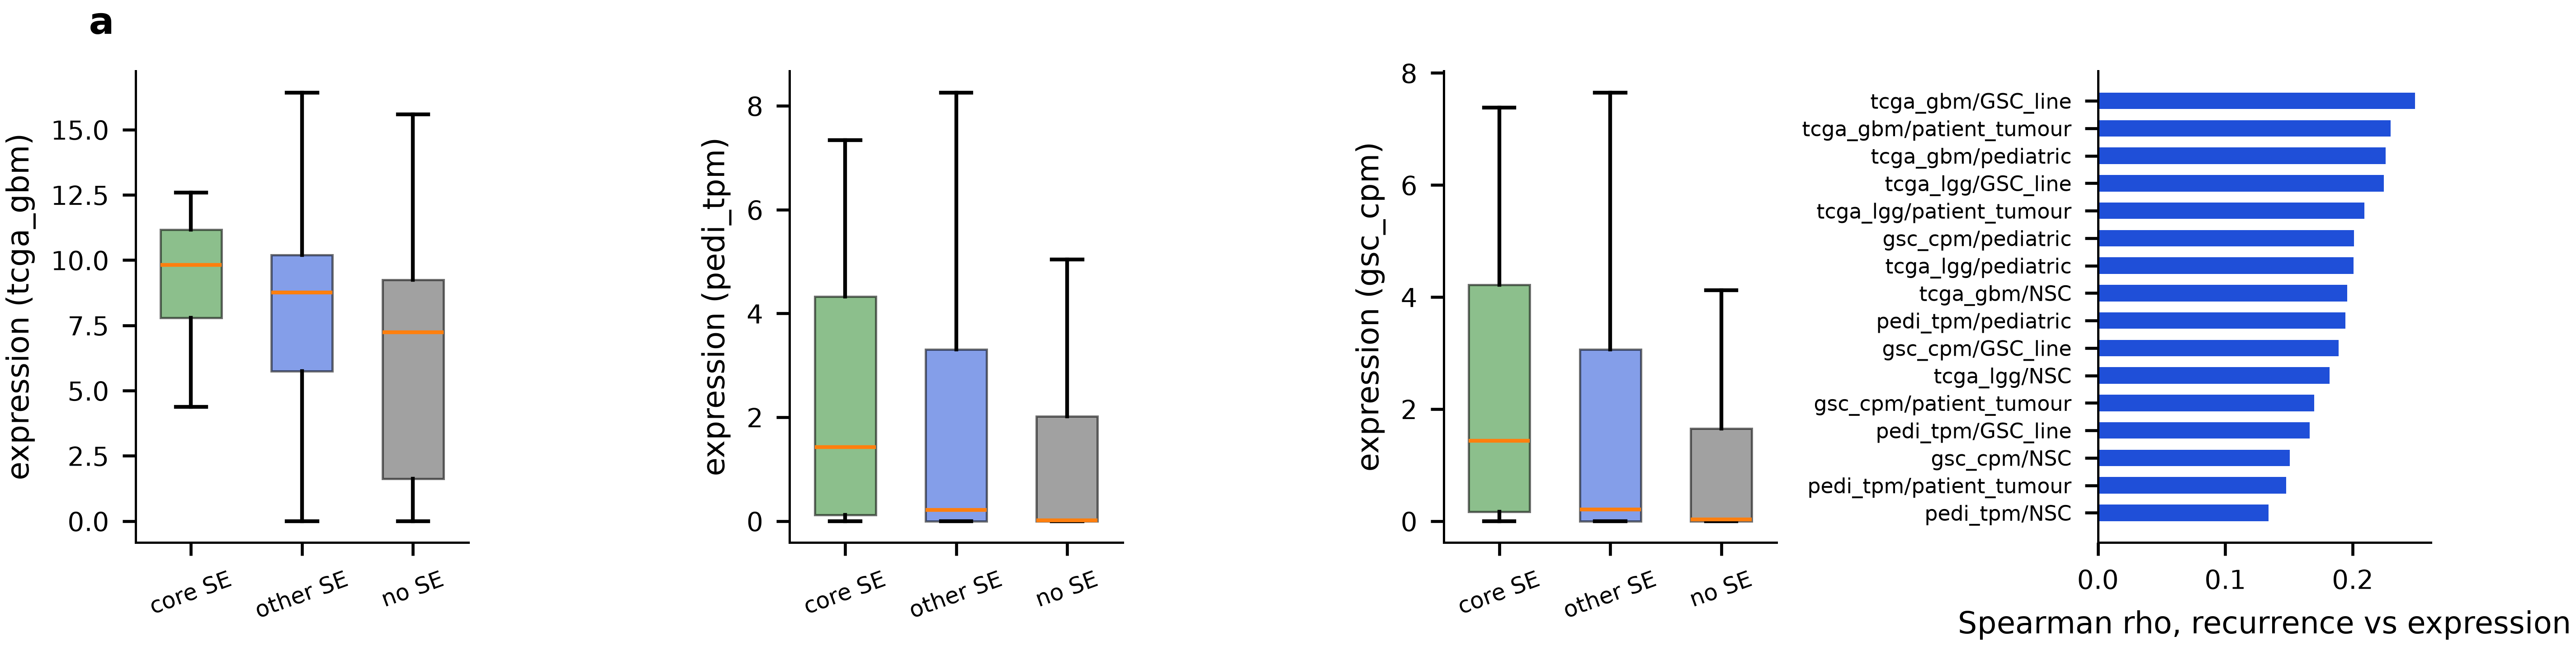 a
expression (tcga_gbm)
15.0
12.5
10.0
7.5
5.0
2.5
0.0
core SE
other SE
no SE
expression (pedi_tpm)
8
6
4
2
0
core SE
other SE
no SE
expression (gsc_cpm)
8
6
4
2
0
core SE
other SE
no SE
tcga_gbm/GSC_line
tcga_gbm/patient_tumour
tcga_gbm/pediatric
tcga_lgg/GSC_line
tcga_lgg/patient_tumour
gsc_cpm/pediatric
tcga_lgg/pediatric
tcga_gbm/NSC
pedi_tpm/pediatric
gsc_cpm/GSC_line
tcga_lgg/NSC
gsc_cpm/patient_tumour
pedi_tpm/GSC_line
gsc_cpm/NSC
pedi_tpm/patient_tumour
pedi_tpm/NSC
0.0
0.1
0.2
Spearman rho, recurrence vs expression